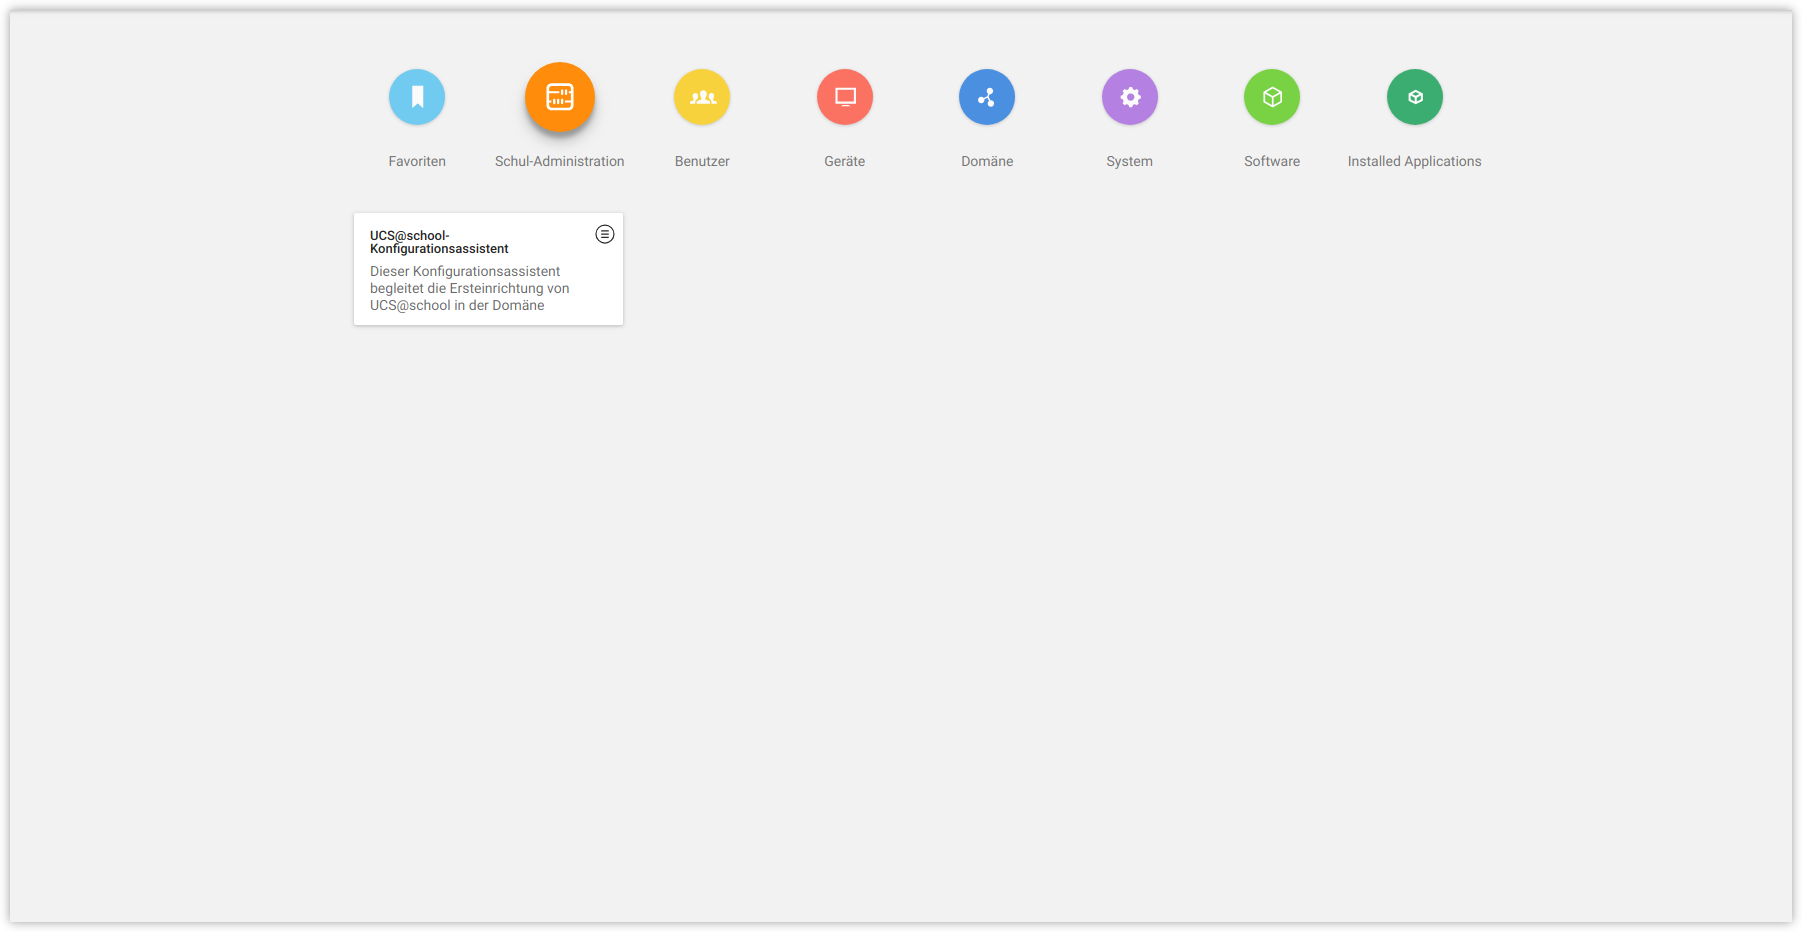 Favoriten
Schul-Administration
Benutzer
Geräte
Domäne
System
Software
Installed Applications
UCS@school-
Konfigurationsassistent
Dieser Konfigurationsassistent
begleitet die Ersteinrichtung von
UCS@school in der Domäne